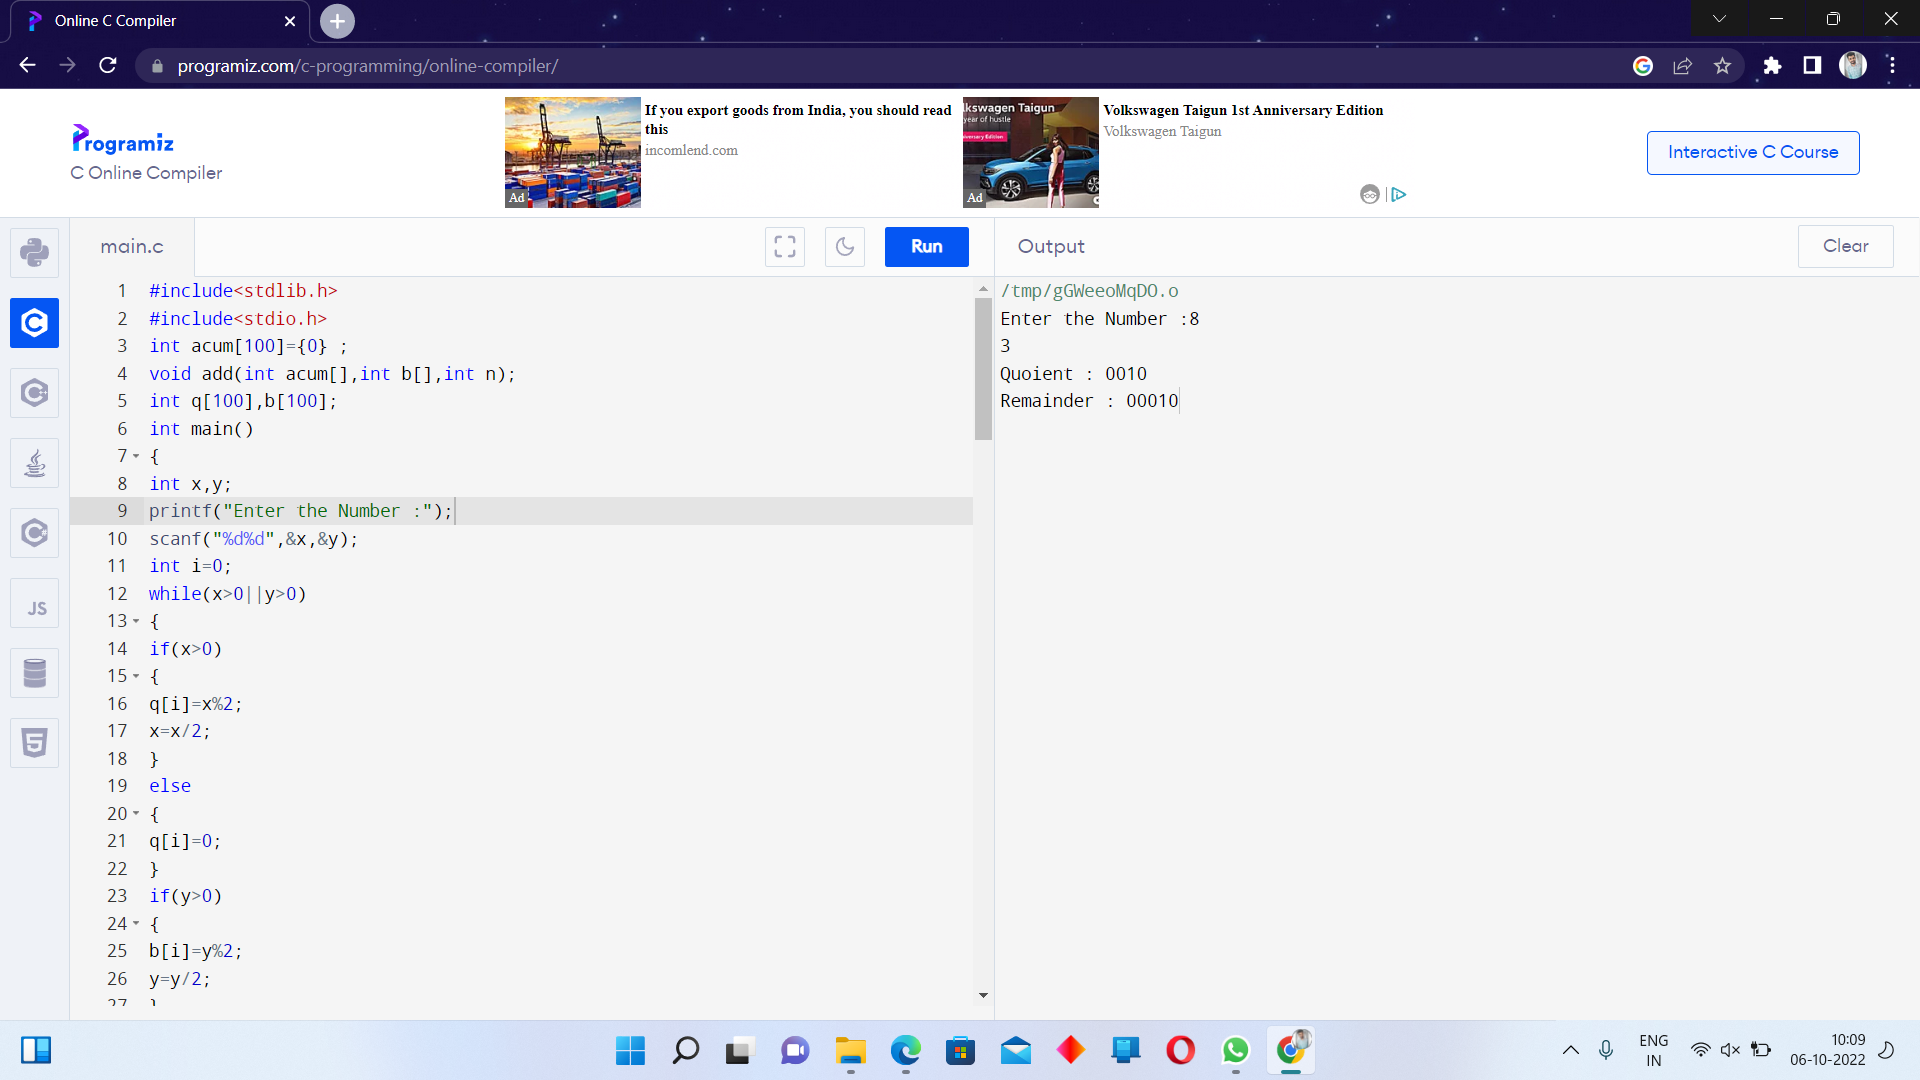 Online C Compiler
programiz.com/c-programming/online-compiler/
Programiz
C Online Compiler
If you export goods from India, you should read
this
incomlend.com
Ad
lkswagen Taigun
year of hustle
versary Edition
Ad
Volkswagen Taigun 1st Anniversary Edition
Volkswagen Taigun
Interactive C Course
main.c
Run
Output
Clear
1 #include<stdlib.h>
2 #include<stdio.h>
3 int acum[100]={0} ;
4 void add(int acum[],int b[],int n);
5 int q[100],b[100];
6 int main()
7 {
8 int x,y;
9 printf("Enter the Number :");
10 scanf("%d%d",&x,&y);
11 int i=0;
12 while(x>0||y>0)
13 {
14 if(x>0)
15 {
16 q[i]=x%2;
17 x=x/2;
18 }
19 else
20 {
21 q[i]=0;
22 }
23 if(y>0)
24 {
25 b[i]=y%2;
26 y=y/2;
27 }
/tmp/gGWeeoMqDO.o
Enter the Number :8
3
Quoient : 0010
Remainder : 00010
JS
ENG
IN
10:09
06-10-2022